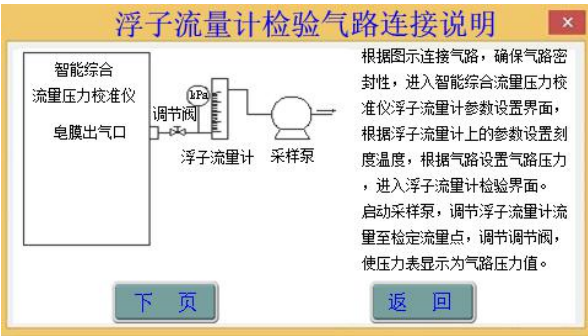 浮子流量计检验气路连接说明
智能综合
流量压力校准仪
皂膜出气口
kPa
调节阀
浮子流量计
采样泵
根据图示连接气路，确保气路密
封性，进入智能综合流量压力校
准仪浮子流量计参数设置界面，
根据浮子流量计上的参数设置刻
度温度，根据气路设置气路压力
，进入浮子流量计检验界面。
启动采样泵，调节浮子流量计流
量至检定流量点，调节调节阀，
使压力表显示为气路压力值。
下 页
返 回